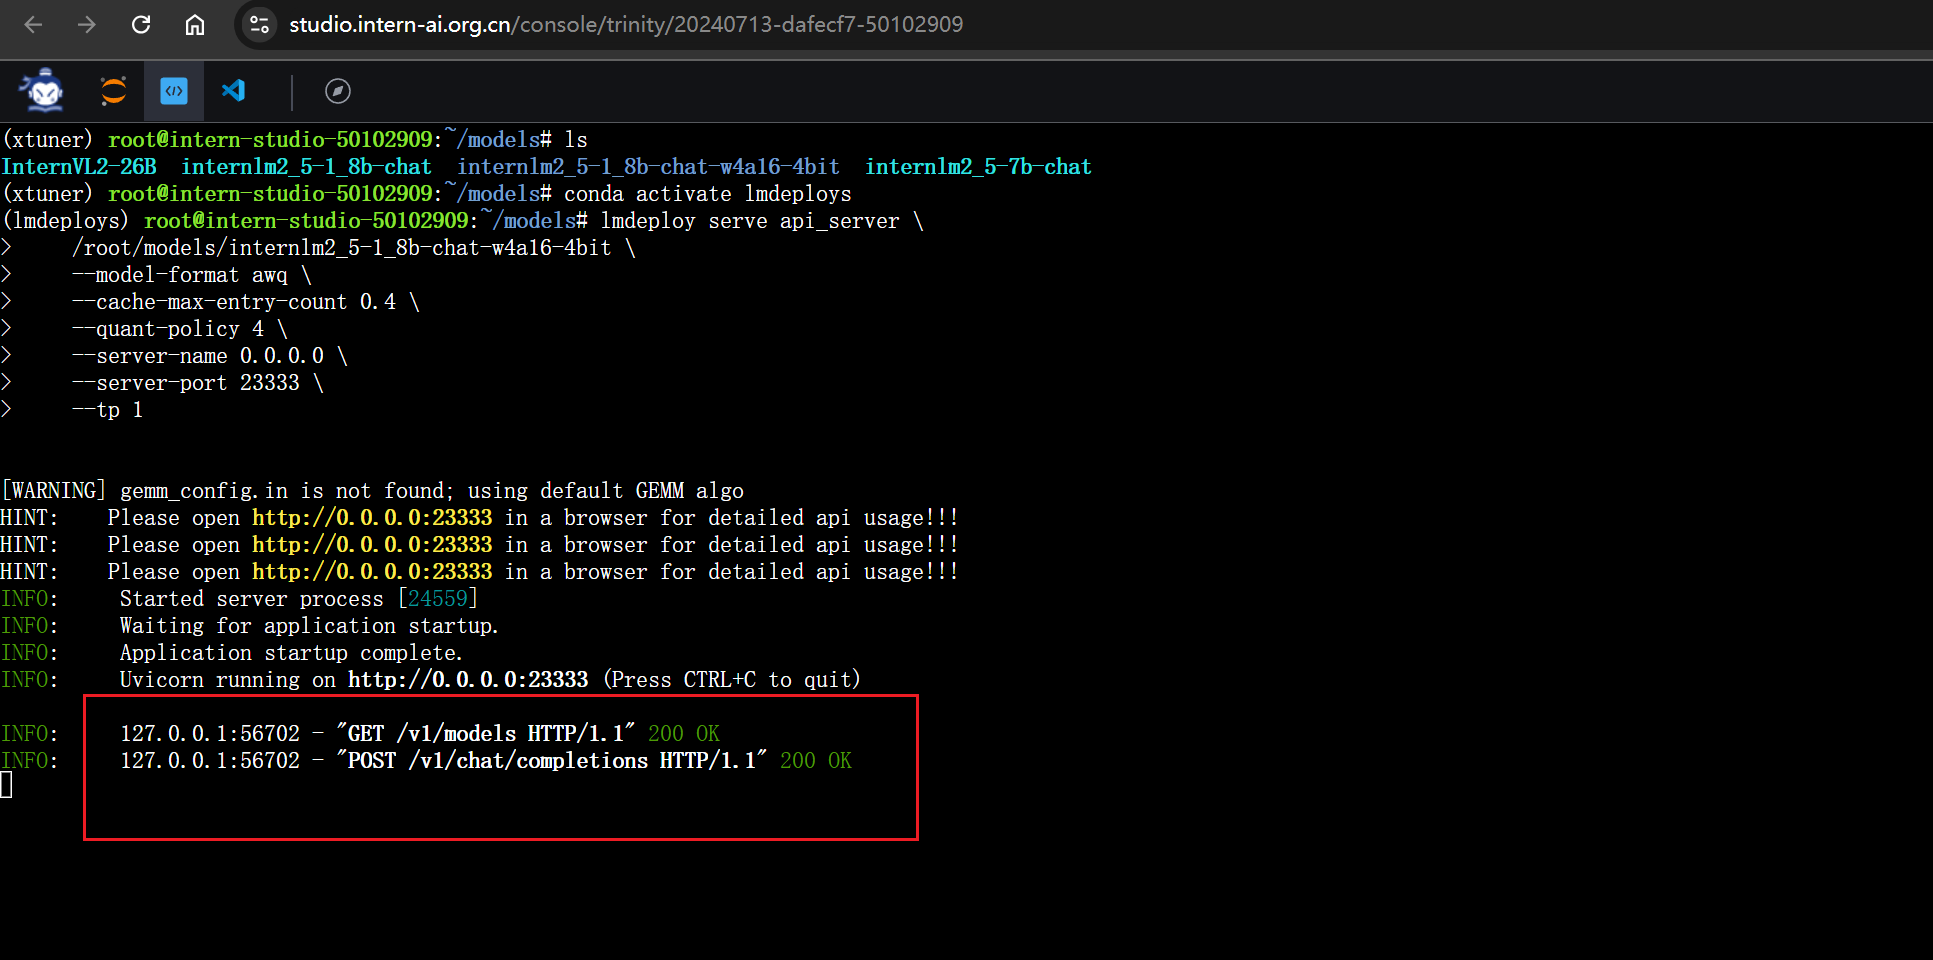 studio.intern-ai.org.cn/console/trinity/20240713-dafecf7-50102909
(xtuner) root@intern-studio-50102909:~/models# ls
InternVL2-26B  internlm2_5-1_8b-chat  internlm2_5-1_8b-chat-w4a16-4bit  internlm2_5-7b-chat
(xtuner) root@intern-studio-50102909:~/models# conda activate lmdeploys
(lmdeploys) root@intern-studio-50102909:~/models# lmdeploy serve api_server \
>     /root/models/internlm2_5-1_8b-chat-w4a16-4bit \
>     --model-format awq \
>     --cache-max-entry-count 0.4 \
>     --quant-policy 4 \
>     --server-name 0.0.0.0 \
>     --server-port 23333 \
>     --tp 1
[WARNING] gemm_config.in is not found; using default GEMM algo
HINT:    Please open http://0.0.0.0:23333 in a browser for detailed api usage!!!
HINT:    Please open http://0.0.0.0:23333 in a browser for detailed api usage!!!
HINT:    Please open http://0.0.0.0:23333 in a browser for detailed api usage!!!
INFO:     Started server process [24559]
INFO:     Waiting for application startup.
INFO:     Application startup complete.
INFO:     Uvicorn running on http://0.0.0.0:23333 (Press CTRL+C to quit)
INFO:     127.0.0.1:56702 - "GET /v1/models HTTP/1.1" 200 OK
INFO:     127.0.0.1:56702 - "POST /v1/chat/completions HTTP/1.1" 200 OK